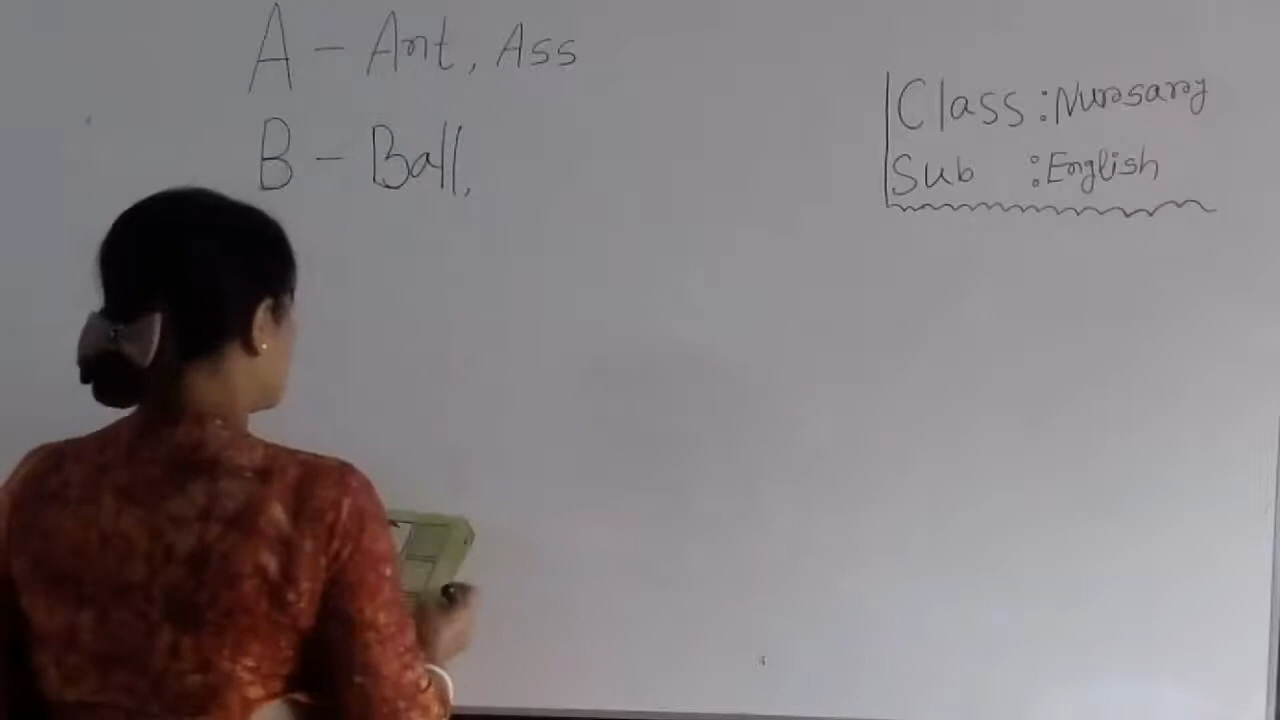 A - Ant, Ass
B - Ball,
Class : Nursary
Sub : English